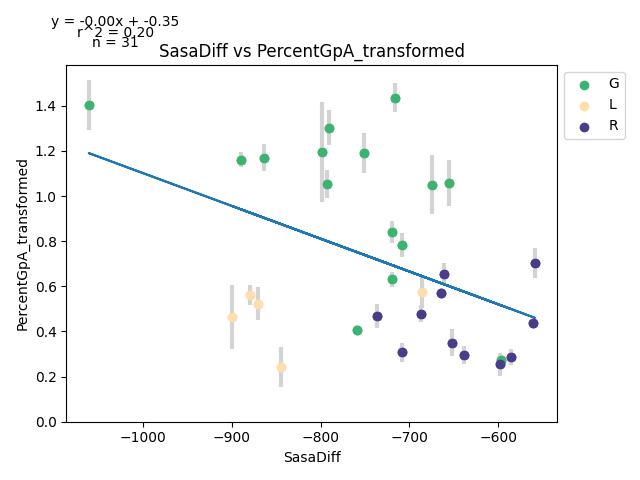 y = -0.00x + -0.35
r^2 = 0.20
n = 31
SasaDiff vs PercentGpA_transformed
G
L
R
PercentGpA_transformed
1.4
1.2
1.0
0.8
0.6
0.4
0.2
0.0
−1000
−900
−800
−700
−600
SasaDiff